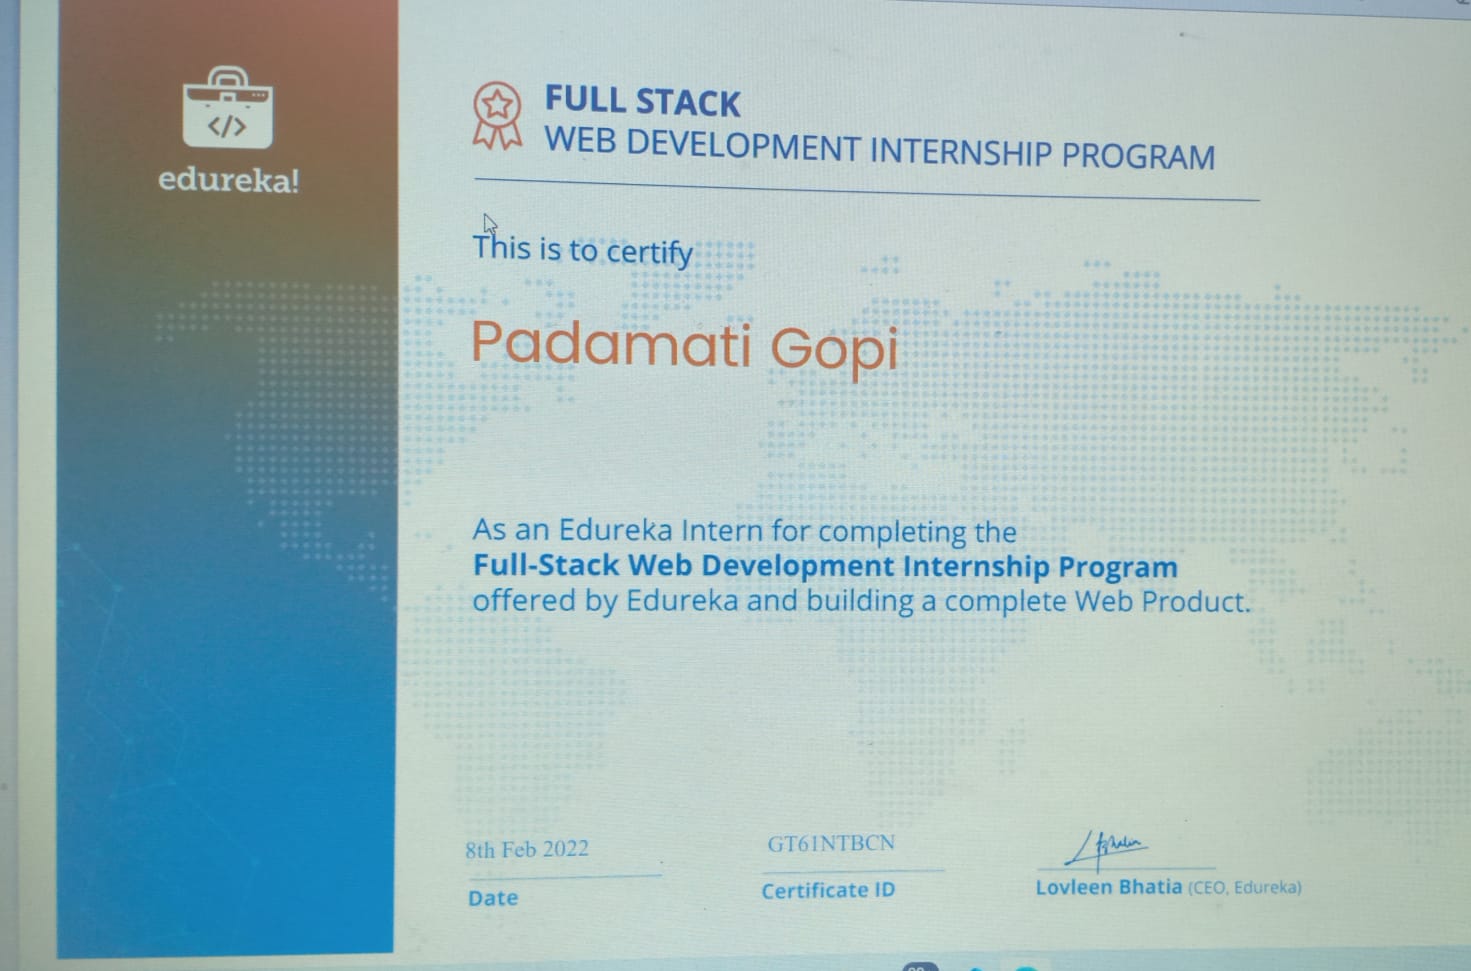 edureka!
FULL STACK
WEB DEVELOPMENT INTERNSHIP PROGRAM
This is to certify
Padamati Gopi
As an Edureka Intern for completing the
Full-Stack Web Development Internship Program
offered by Edureka and building a complete Web Product.
8th Feb 2022
Date
GT61NTBCN
Certificate ID
Lovleen Bhatia (CEO, Edureka)